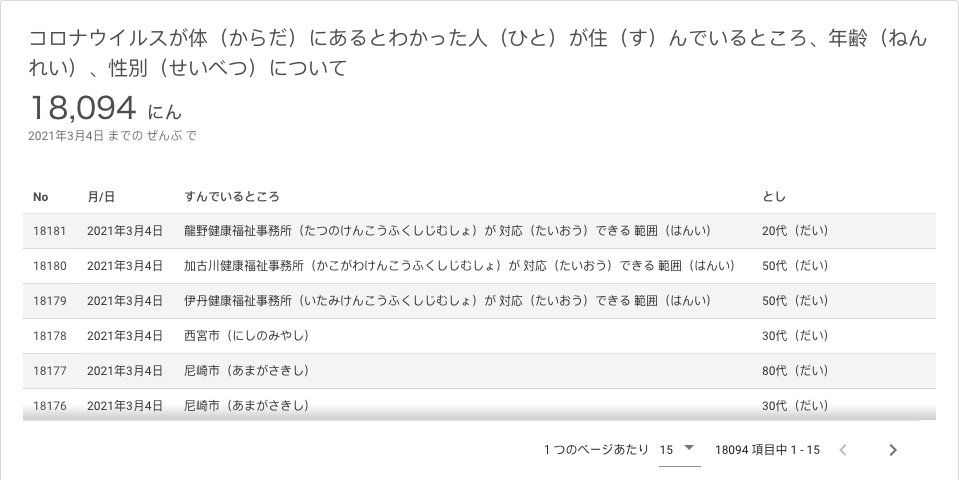 コロナウイルスが体（からだ）にあるとわかった人（ひと）が住（す）んでいるところ、年齢（ねん
れい）、性別（せいべつ）について
18,094 にん
2021年3月4日 までの ぜんぶ で
No 月/日 すんでいるところ とし
18181 2021年3月4日 龍野健康福祉事務所（たつのけんこうふくしじむしょ）が 対応（たいおう）できる 範囲（はんい） 20代（だい）
18180 2021年3月4日 加古川健康福祉事務所（かこがわけんこうふくしじむしょ）が 対応（たいおう）できる 範囲（はんい） 50代（だい）
18179 2021年3月4日 伊丹健康福祉事務所（いたみけんこうふくしじむしょ）が 対応（たいおう）できる 範囲（はんい） 50代（だい）
18178 2021年3月4日 西宮市（にしのみやし） 30代（だい）
18177 2021年3月4日 尼崎市（あまがさきし） 80代（だい）
18176 2021年3月4日 尼崎市（あまがさきし） 30代（だい）
1 つのページあたり 15 18094 項目中 1 - 15